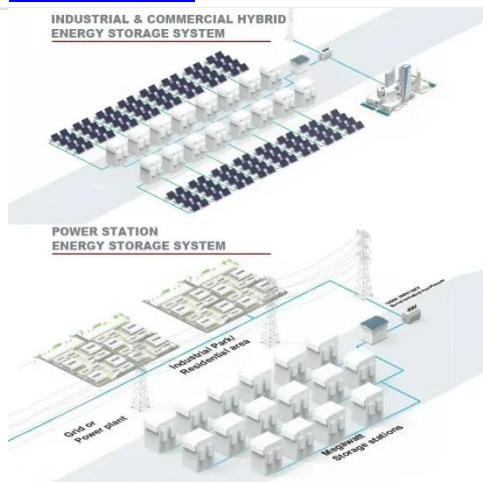 INDUSTRIAL & COMMERCIAL HYBRID
ENERGY STORAGE SYSTEM
POWER STATION
ENERGY STORAGE SYSTEM
Industrial Park/
Residential area
Grid or
Power plant
Megawatt
Storage stations